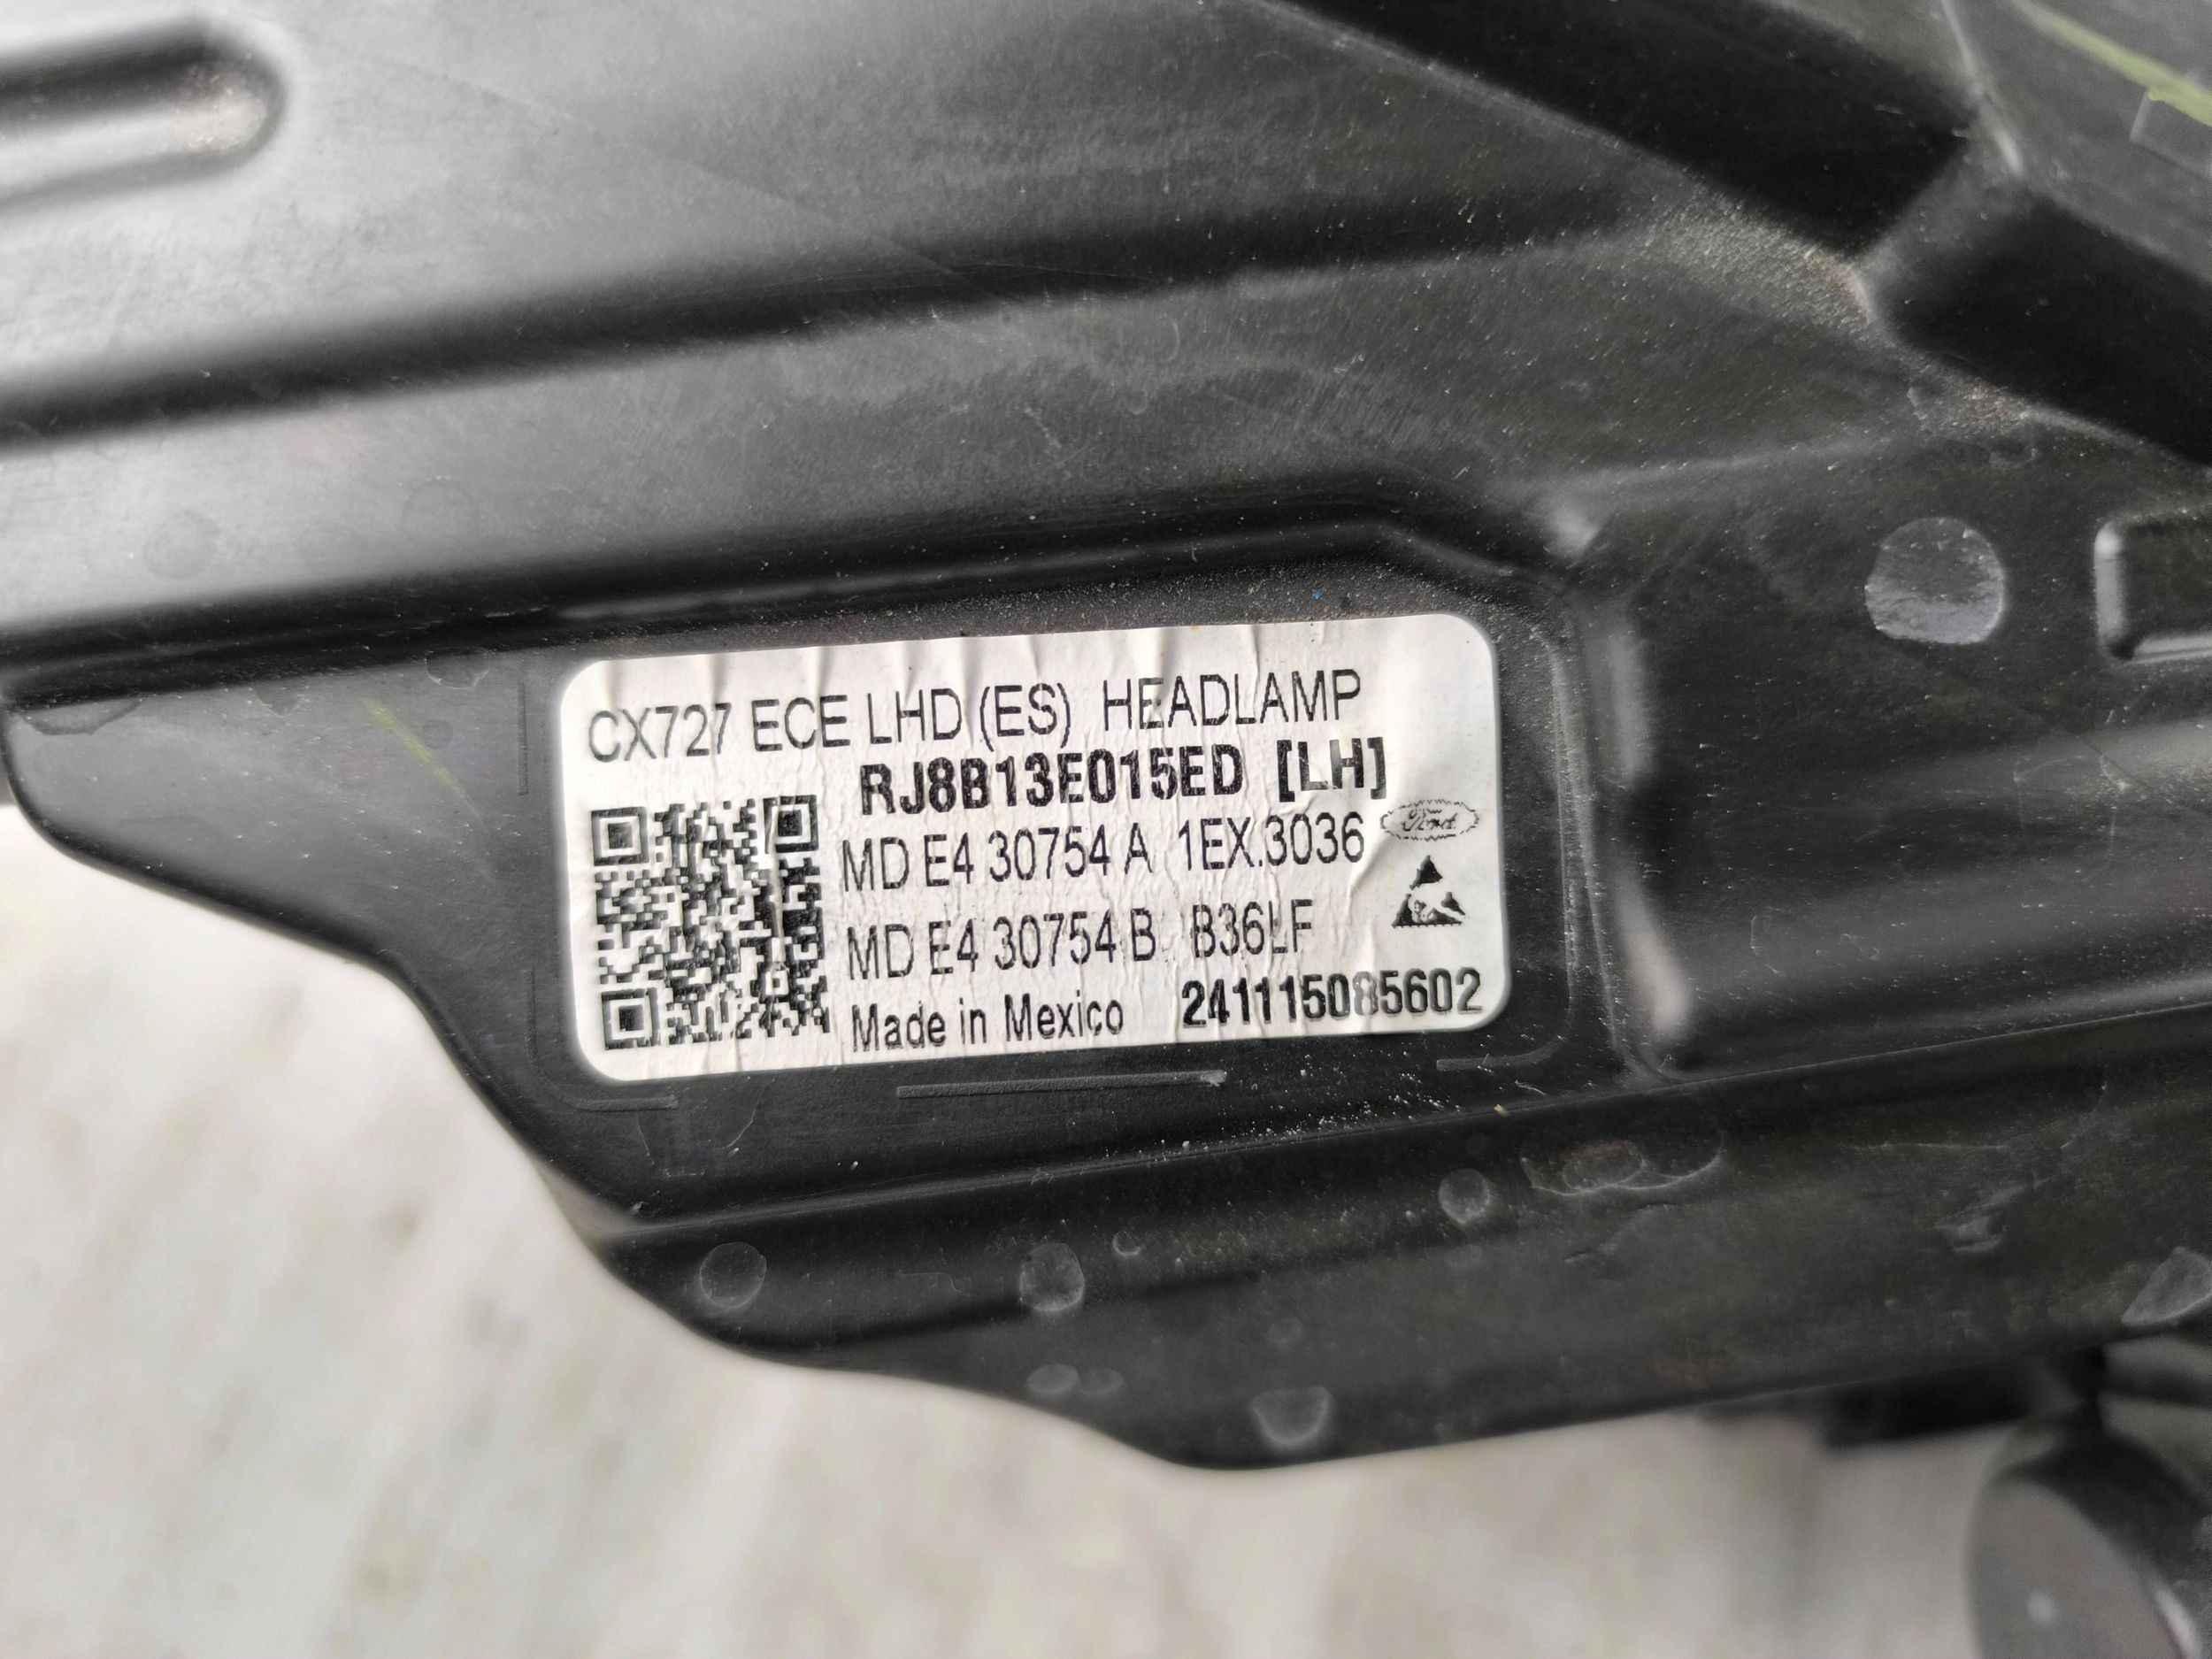 CX727 ECE LHD (ES) HEADLAMP
RJ8B13E015ED [LH]
MD E4 30754 A 1EX.3036
Ford
MD E4 30754 B B36LF
Made in Mexico 241115085602